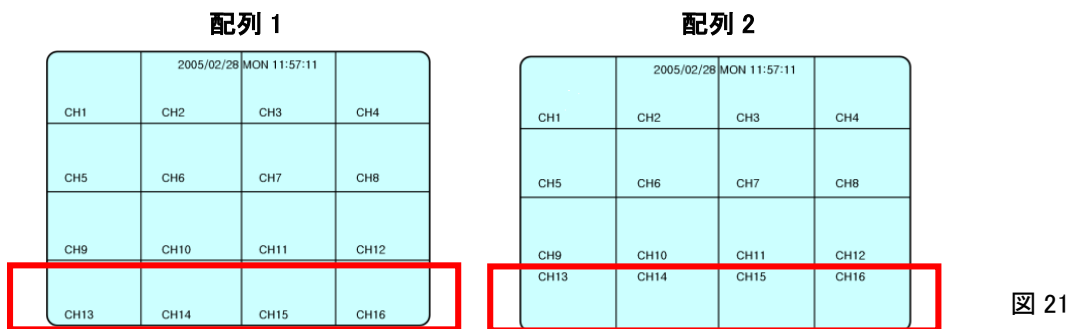 配列 1
2005/02/28 MON 11:57:11
CH1 CH2 CH3 CH4
CH5 CH6 CH7 CH8
CH9 CH10 CH11 CH12
CH13 CH14 CH15 CH16
配列 2
2005/02/28 MON 11:57:11
CH1 CH2 CH3 CH4
CH5 CH6 CH7 CH8
CH9 CH10 CH11 CH12
CH13 CH14 CH15 CH16
図 21